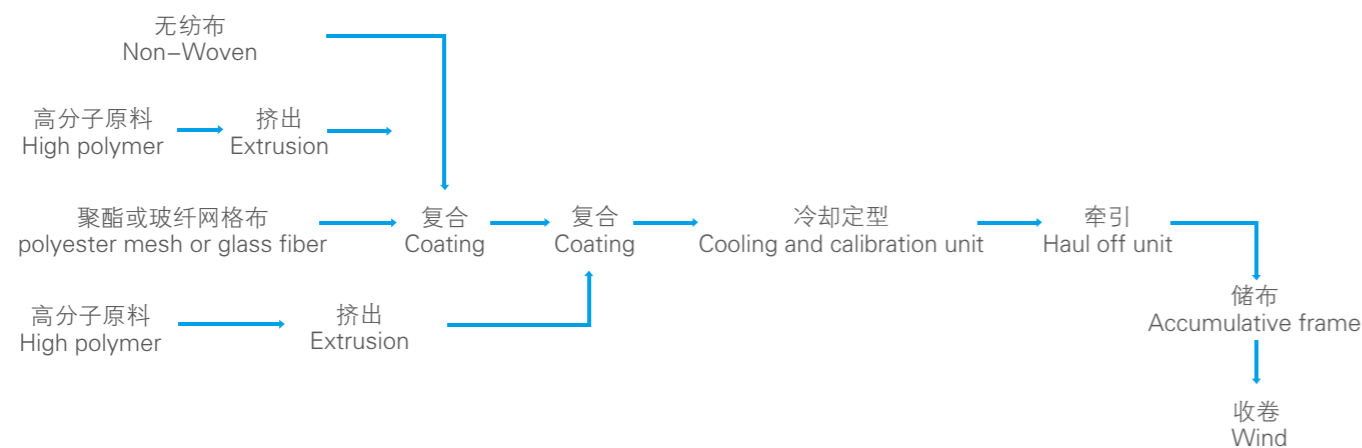 无纺布
Non-Woven
高分子原料
High polymer
挤出
Extrusion
聚酯或玻纤网格布
polyester mesh or glass fiber
复合
Coating
复合
Coating
冷却定型
Cooling and calibration unit
牵引
Haul off unit
高分子原料
High polymer
挤出
Extrusion
储布
Accumulative frame
收卷
Wind